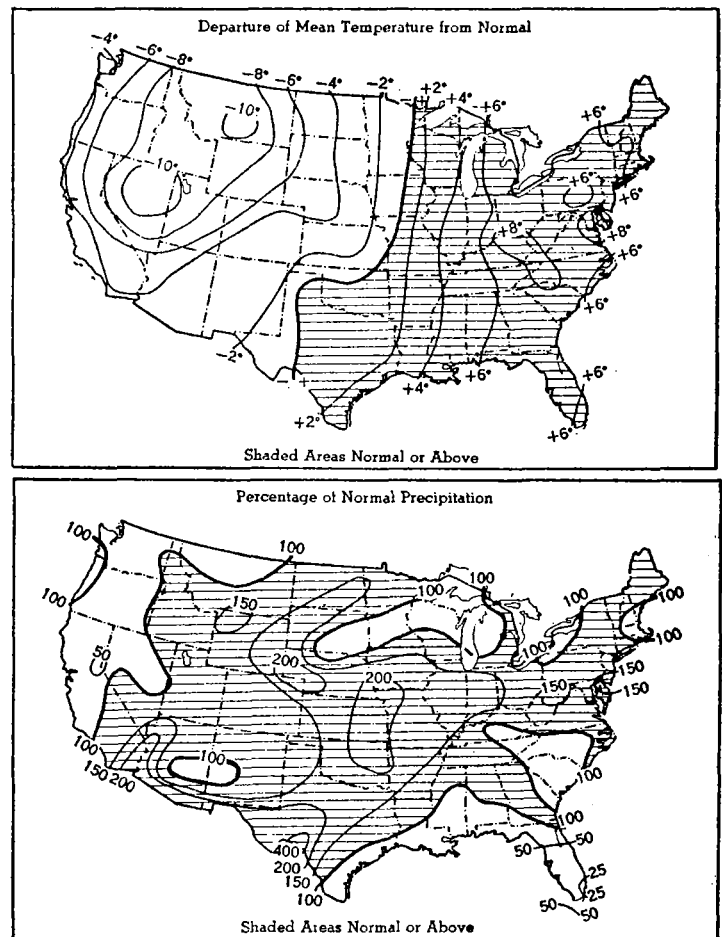 Departure of Mean Temperature from Normal
-4° -6° -8° -8° -6° -4° -2° +2° +4° +6°
-10° +6°
-10° +6° +6°
+8° +8°
+6°
+6°
-2° +6°
+2° +4° +6° +6°
Shaded Areas Normal or Above
Percentage of Normal Precipitation
100 100 100 100 100
100 150 100 100
50 200 200 150 150 150
100 100 100
150 200
400 100
200 50 50
150 25
100 25
50 50
Shaded Areas Normal or Above